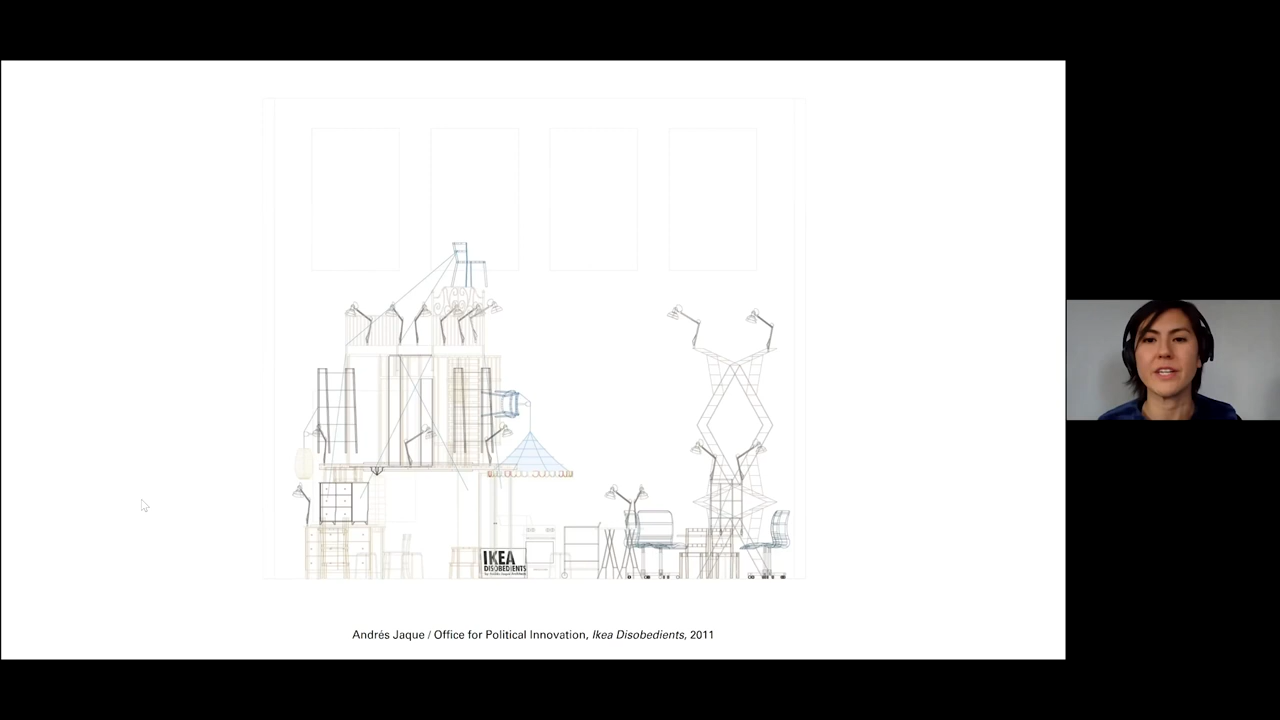 IKEA
DISOBEDIENTS
Andrés Jaque / Office for Political Innovation, Ikea Disobedients, 2011